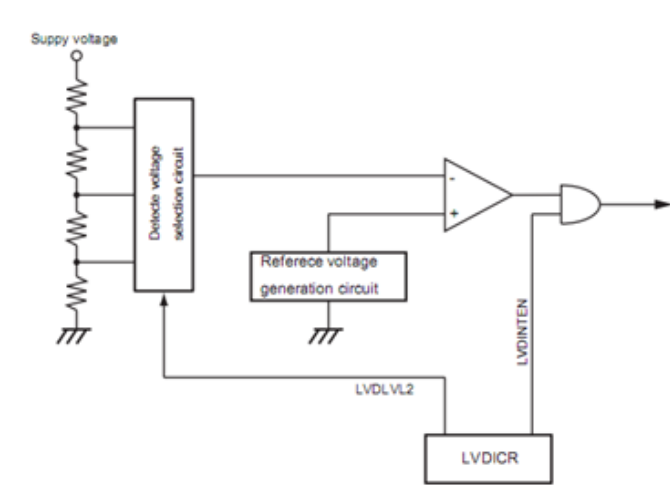 Suppy voltage
Detecte voltage
selection circuit
-
+
Referece voltage
generation circuit
LVDINTEN
LVDLVL2
LVDICR